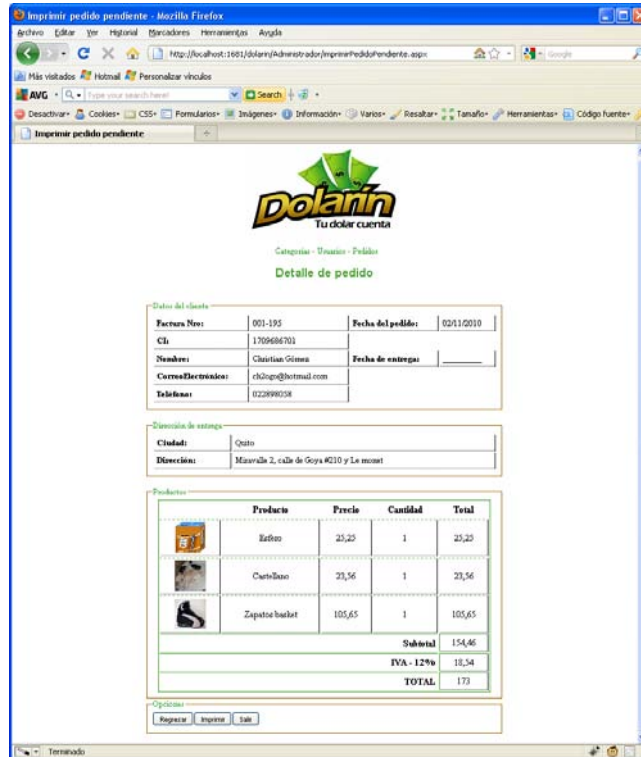 Imprimir pedido pendiente - Mozilla Firefox
Archivo Editar Ver Historial Marcadores Herramientas Ayuda
http://localhost:1681/dolarin/Administrador/ImprimirPedidoPendiente.aspx Google
Más visitados Hotmail Personalizar vínculos
AVG Type your search here! Search
Desactivar Cookies CSS Formularios Imágenes Información Varios Resaltar Tamaño Herramientas Código fuente
Imprimir pedido pendiente
Dolarín
Tu dolar cuenta
Categorias - Usuarios - Pedidos
Detalle de pedido
Datos del cliente
Factura Nro: 001-195 Fecha del pedido: 02/11/2010
CI: 1709686701
Nombre: Christian Gómez Fecha de entrega: ________
CorreoElectrónico: ch2ogo@hotmail.com
Teléfono: 022898058
Dirección de entrega
Ciudad: Quito
Dirección: Miravalle 2, calle de Goya #210 y Le monet
Productos
Producto Precio Cantidad Total
Esfero 25,25 1 25,25
Castellano 23,56 1 23,56
Zapatos basket 105,65 1 105,65
Subtotal 154,46
IVA - 12% 18,54
TOTAL 173
Opciones
Regresar Imprimir Salir
Terminado